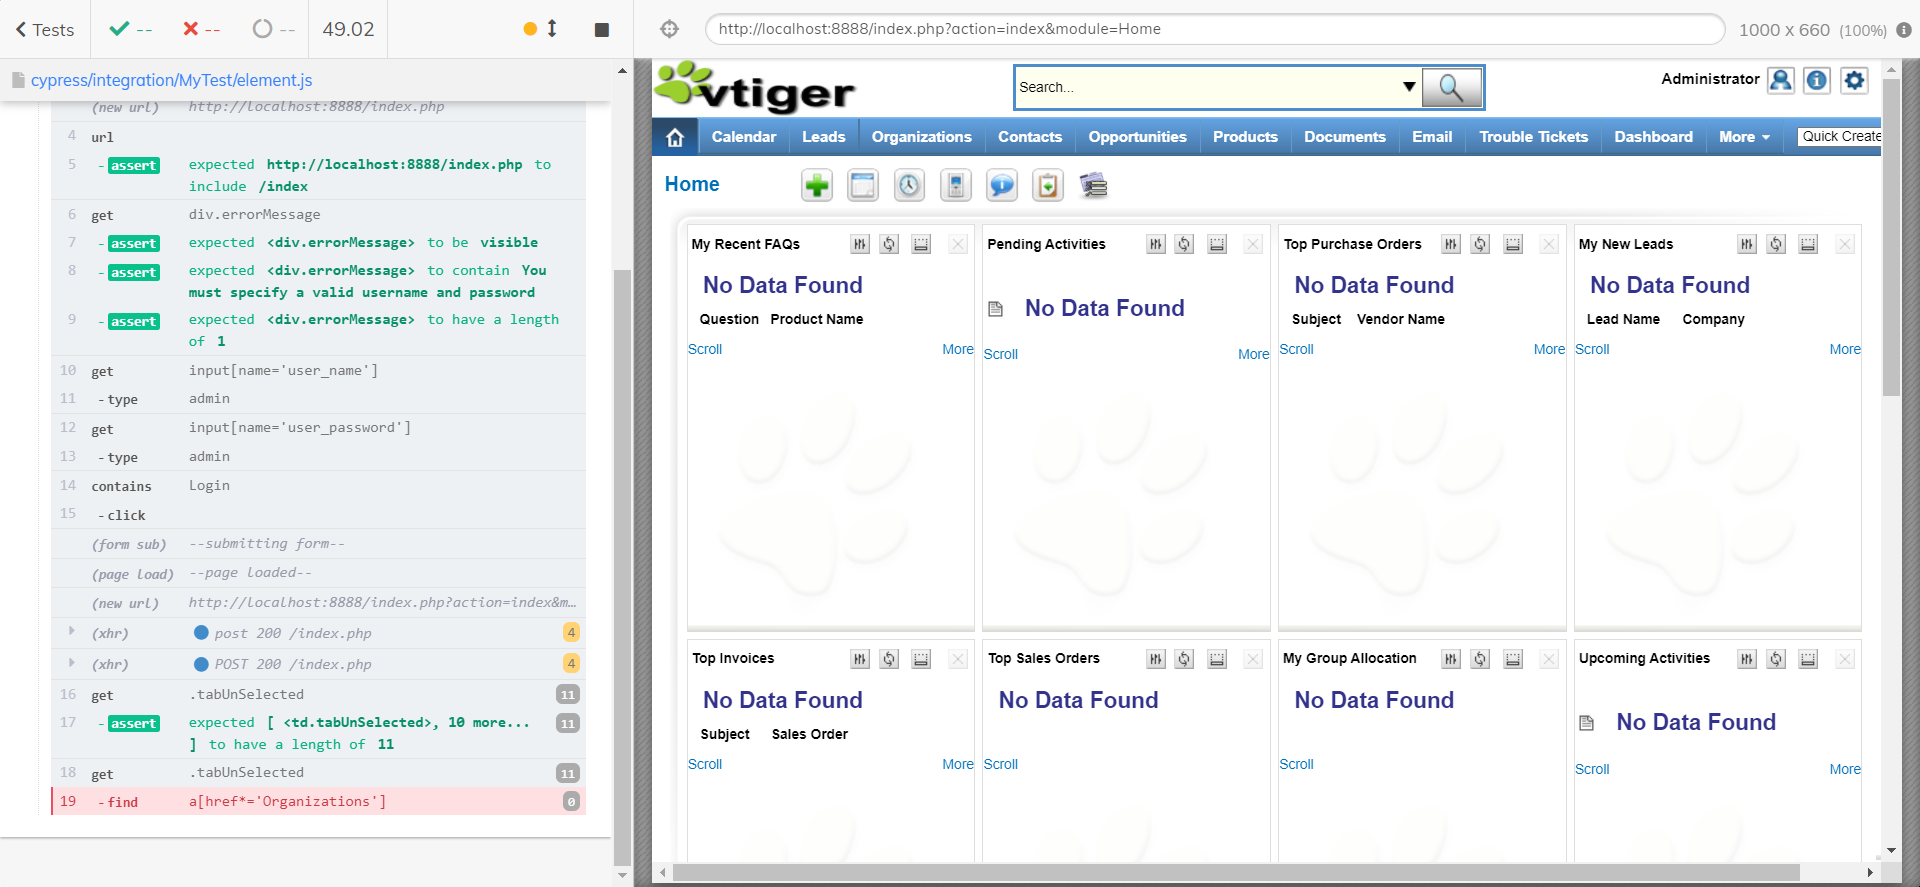 Tests
--
--
--
49.02
cypress/integration/MyTest/element.js
(new url) http://localhost:8888/index.php
4 url
5 -assert expected http://localhost:8888/index.php to
include /index
6 get div.errorMessage
7 -assert expected <div.errorMessage> to be visible
8 -assert expected <div.errorMessage> to contain You
must specify a valid username and password
9 -assert expected <div.errorMessage> to have a length
of 1
10 get input[name='user_name']
11 -type admin
12 get input[name='user_password']
13 -type admin
14 contains Login
15 -click
(form sub) --submitting form--
(page load) --page loaded--
(new url) http://localhost:8888/index.php?action=index&m…
(xhr) post 200 /index.php 4
(xhr) POST 200 /index.php 4
16 get .tabUnSelected 11
17 -assert expected [ <td.tabUnSelected>, 10 more... 11
] to have a length of 11
18 get .tabUnSelected 11
19 -find a[href*='Organizations'] 0
http://localhost:8888/index.php?action=index&module=Home
1000 x 660 (100%)
vtiger
Search...
Administrator
Calendar Leads Organizations Contacts Opportunities Products Documents Email Trouble Tickets Dashboard More Quick Create
Home
My Recent FAQs
No Data Found
Question Product Name
Scroll More
Pending Activities
No Data Found
Scroll More
Top Purchase Orders
No Data Found
Subject Vendor Name
Scroll More
My New Leads
No Data Found
Lead Name Company
Scroll More
Top Invoices
No Data Found
Subject Sales Order
Scroll More
Top Sales Orders
No Data Found
Scroll
My Group Allocation
No Data Found
Scroll
Upcoming Activities
No Data Found
Scroll More